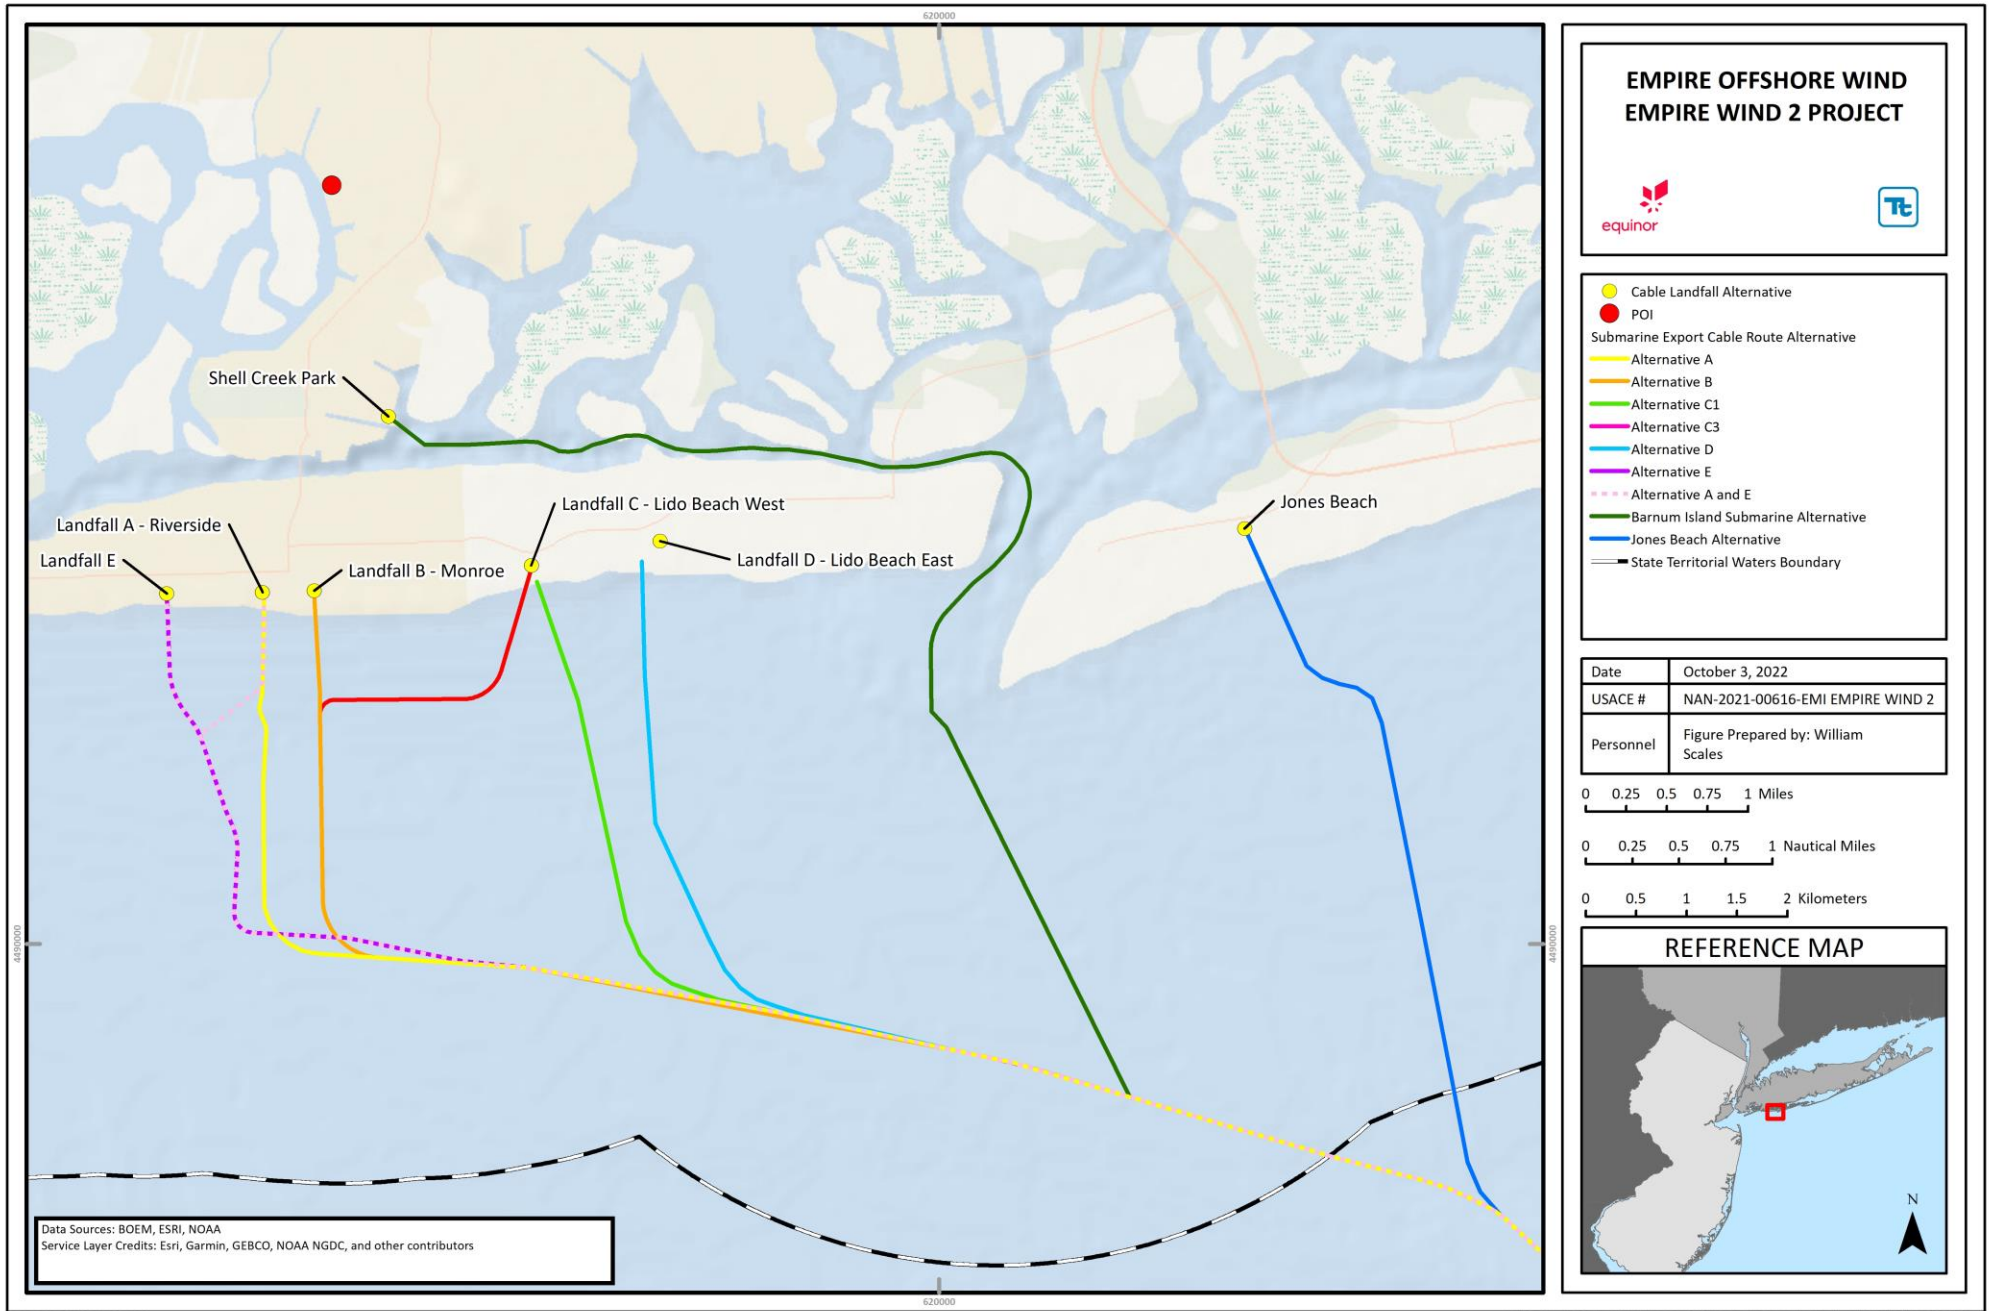 620000
Shell Creek Park
Landfall C - Lido Beach West
Jones Beach
Landfall A - Riverside
Landfall E
Landfall B - Monroe
Landfall D - Lido Beach East
4490000
4490000
620000
Data Sources: BOEM, ESRI, NOAA
Service Layer Credits: Esri, Garmin, GEBCO, NOAA NGDC, and other contributors
EMPIRE OFFSHORE WIND
EMPIRE WIND 2 PROJECT
equinor
Tt
Cable Landfall Alternative
POI
Submarine Export Cable Route Alternative
Alternative A
Alternative B
Alternative C1
Alternative C3
Alternative D
Alternative E
Alternative A and E
Barnum Island Submarine Alternative
Jones Beach Alternative
State Territorial Waters Boundary
Date October 3, 2022
USACE # NAN-2021-00616-EMI EMPIRE WIND 2
Personnel Figure Prepared by: William
Scales
0 0.25 0.5 0.75 1 Miles
0 0.25 0.5 0.75 1 Nautical Miles
0 0.5 1 1.5 2 Kilometers
REFERENCE MAP
N